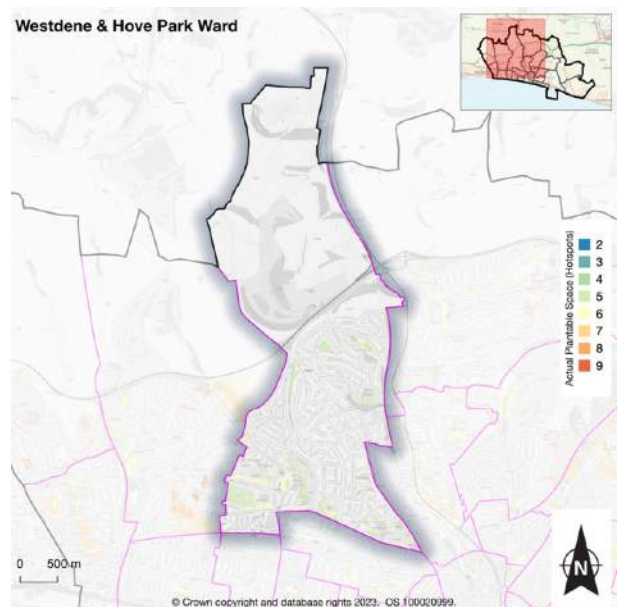 Westdene & Hove Park Ward
Actual Plantable Space (Hotspots)
2
3
4
5
6
7
8
9
0 500 m
N
© Crown copyright and database rights 2023. OS 100020999.